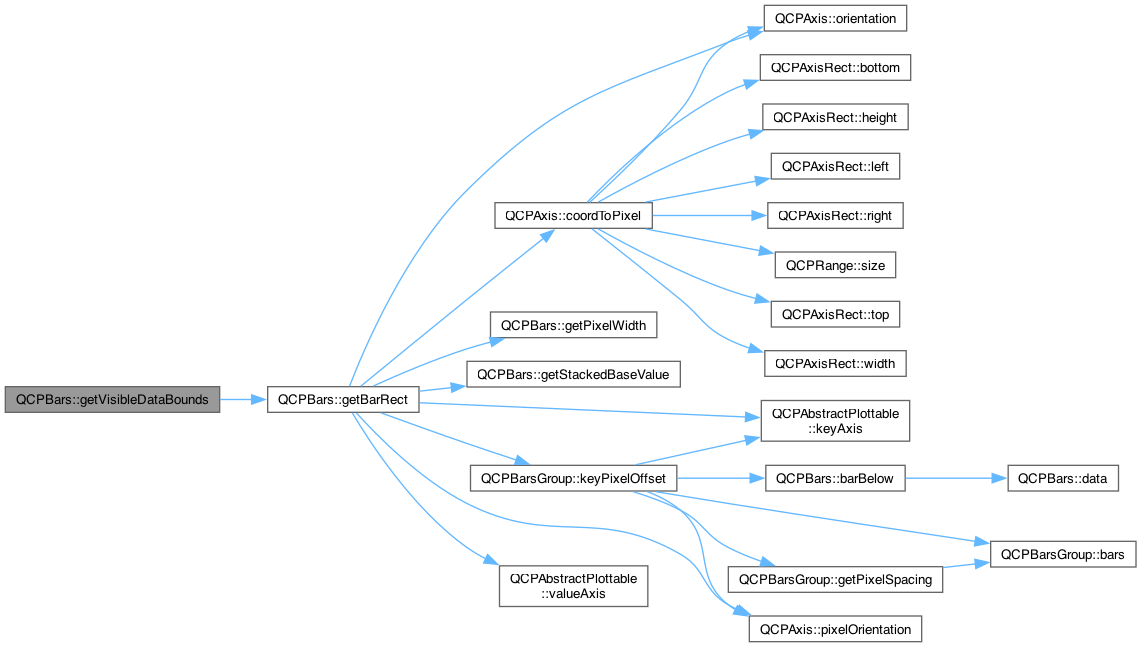 QCPAxis::orientation
QCPAxisRect::bottom
QCPAxisRect::height
QCPAxisRect::left
QCPAxis::coordToPixel
QCPAxisRect::right
QCPRange::size
QCPAxisRect::top
QCPBars::getPixelWidth
QCPAxisRect::width
QCPBars::getStackedBaseValue
QCPBars::getVisibleDataBounds
QCPBars::getBarRect
QCPAbstractPlottable
::keyAxis
QCPBarsGroup::keyPixelOffset
QCPBars::barBelow
QCPBars::data
QCPBarsGroup::bars
QCPAbstractPlottable
::valueAxis
QCPBarsGroup::getPixelSpacing
QCPAxis::pixelOrientation